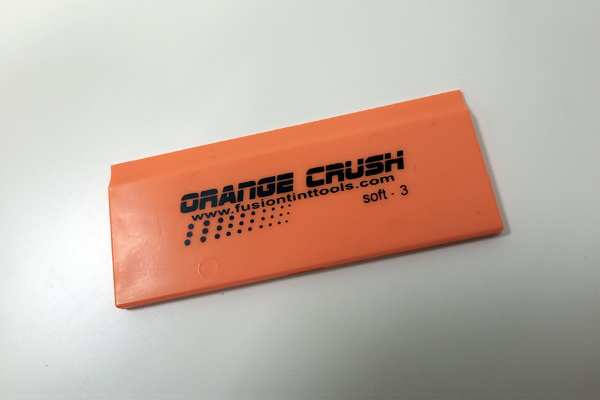 ORANGE CRUSH
www.fusiontinttools.com
soft - 3